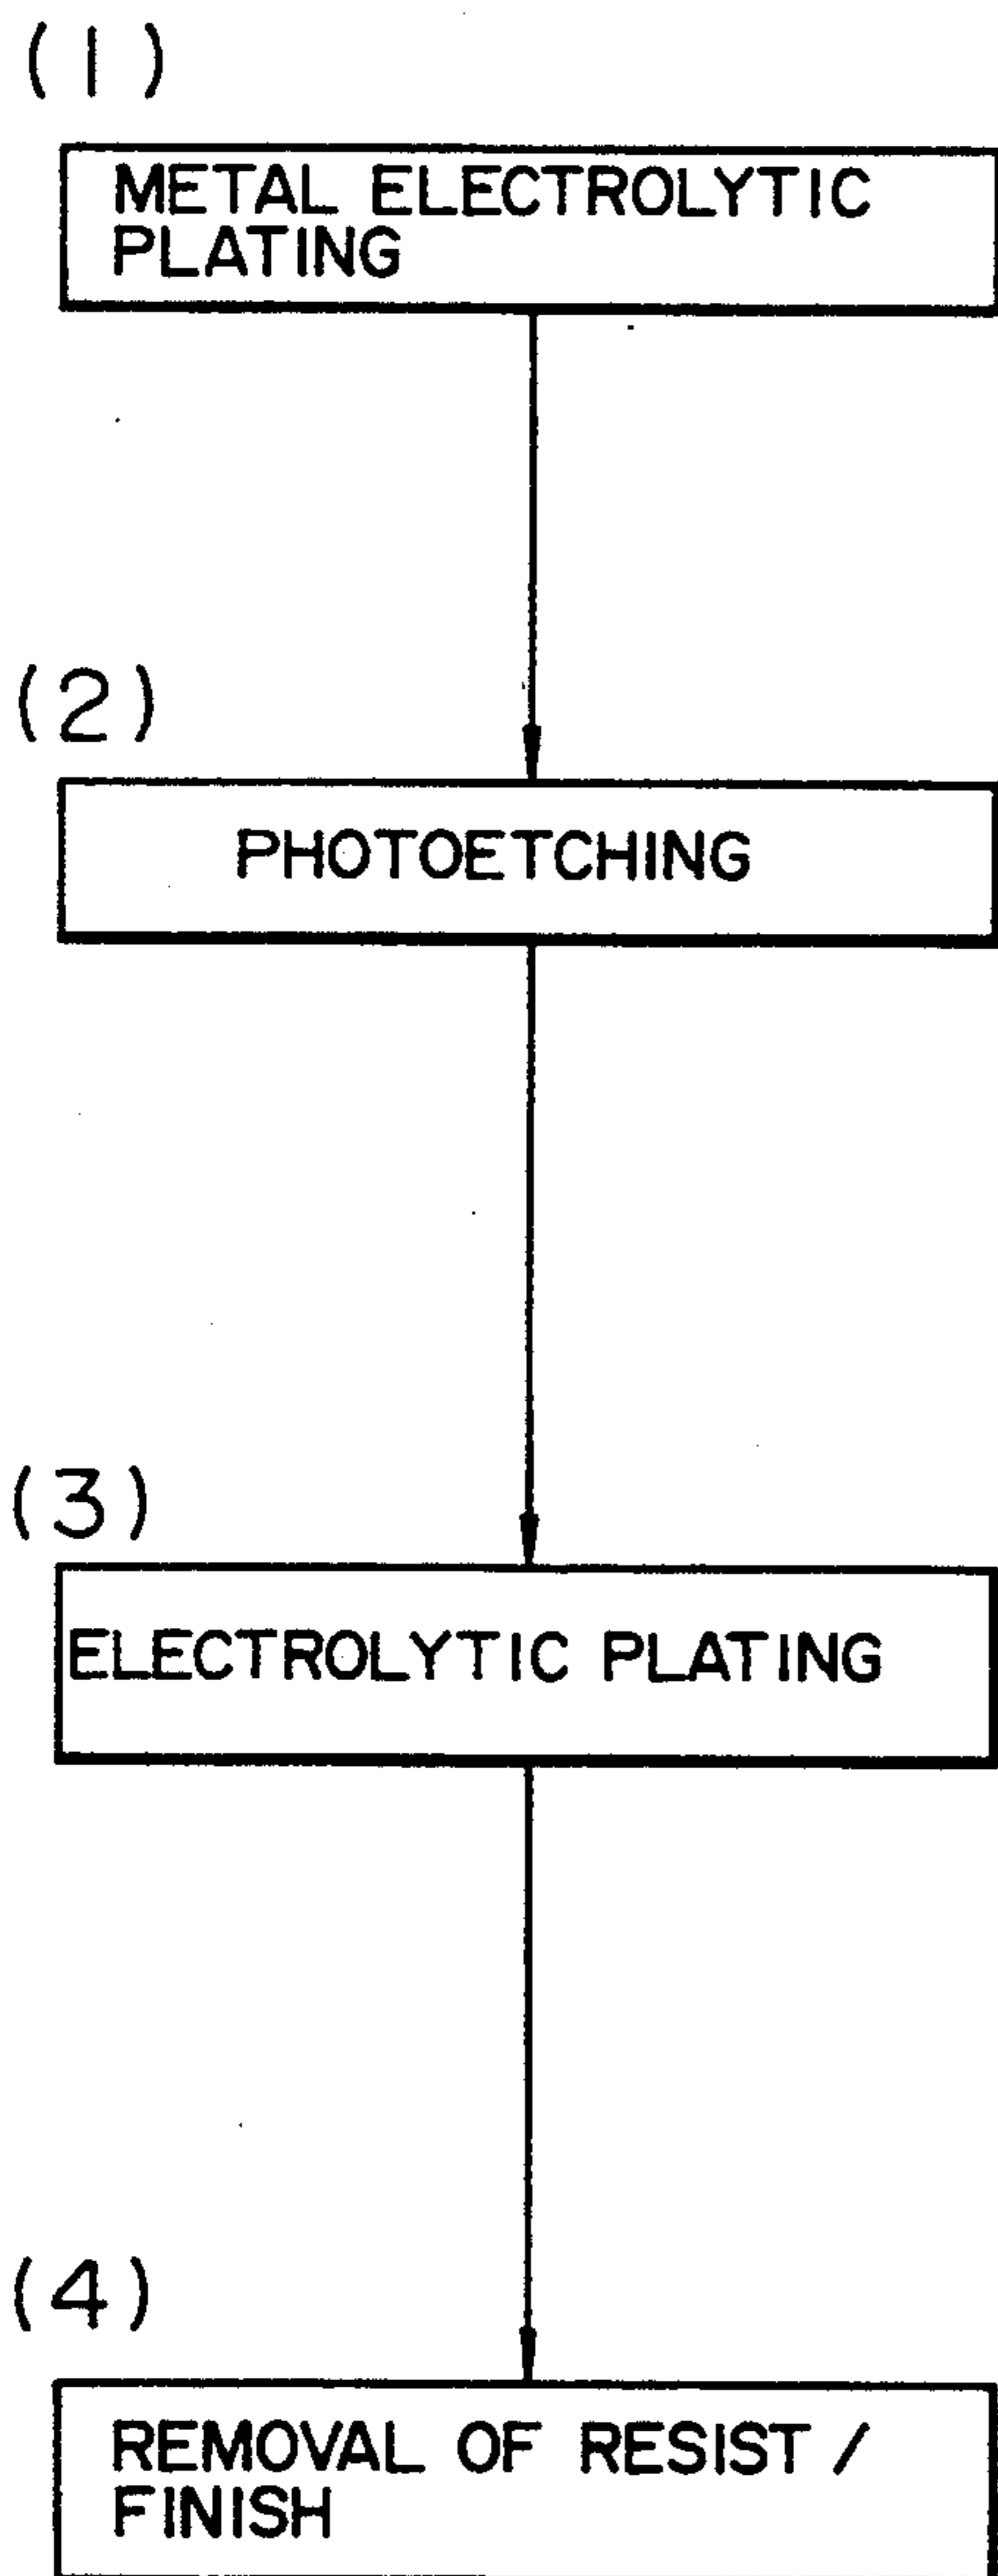 (1)
METAL ELECTROLYTIC
PLATING
(2)
PHOTOETCHING
(3)
ELECTROLYTIC PLATING
(4)
REMOVAL OF RESIST /
FINISH